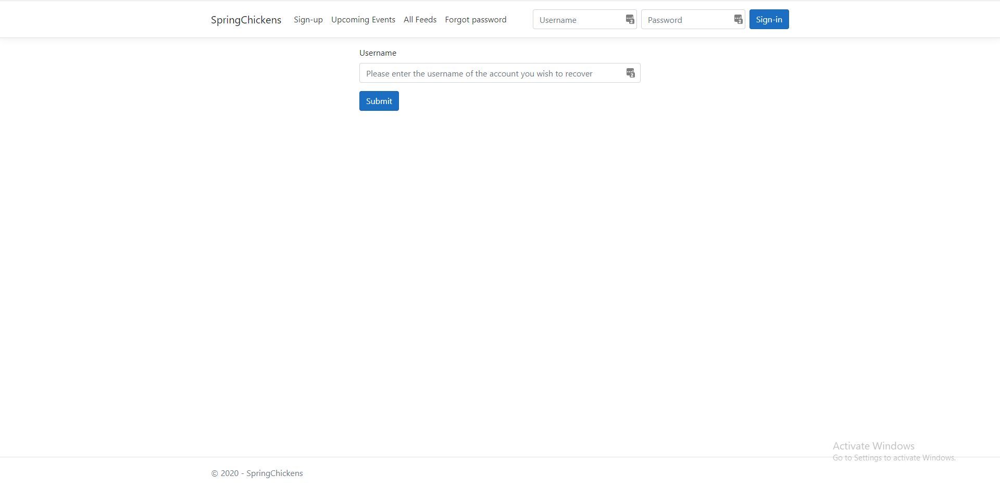 SpringChickens Sign-up Upcoming Events All Feeds Forgot password Username Password Sign-in
Username
Please enter the username of the account you wish to recover
Submit
Activate Windows
Go to Settings to activate Windows.
© 2020 - SpringChickens